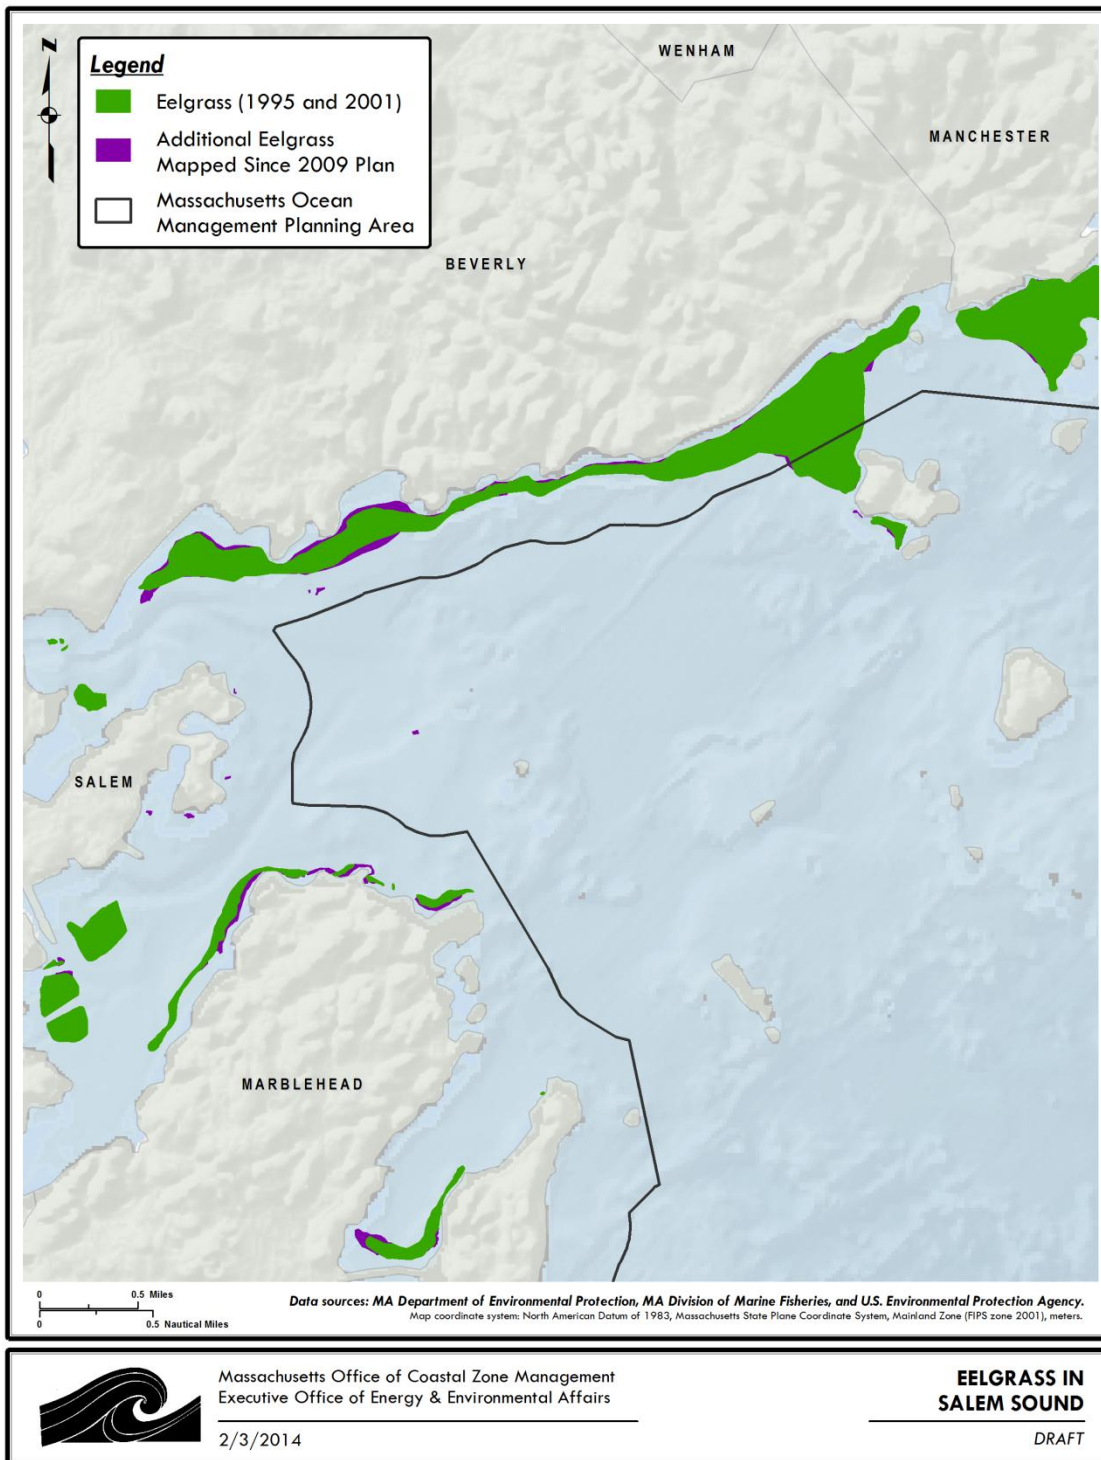 N
Legend
Eelgrass (1995 and 2001)
Additional Eelgrass
Mapped Since 2009 Plan
Massachusetts Ocean
Management Planning Area
WENHAM
MANCHESTER
BEVERLY
SALEM
MARBLEHEAD
0 0.5 Miles
0 0.5 Nautical Miles
Data sources: MA Department of Environmental Protection, MA Division of Marine Fisheries, and U.S. Environmental Protection Agency.
Map coordinate system: North American Datum of 1983, Massachusetts State Plane Coordinate System, Mainland Zone (FIPS zone 2001), meters.
Massachusetts Office of Coastal Zone Management
Executive Office of Energy & Environmental Affairs
2/3/2014
EELGRASS IN
SALEM SOUND
DRAFT